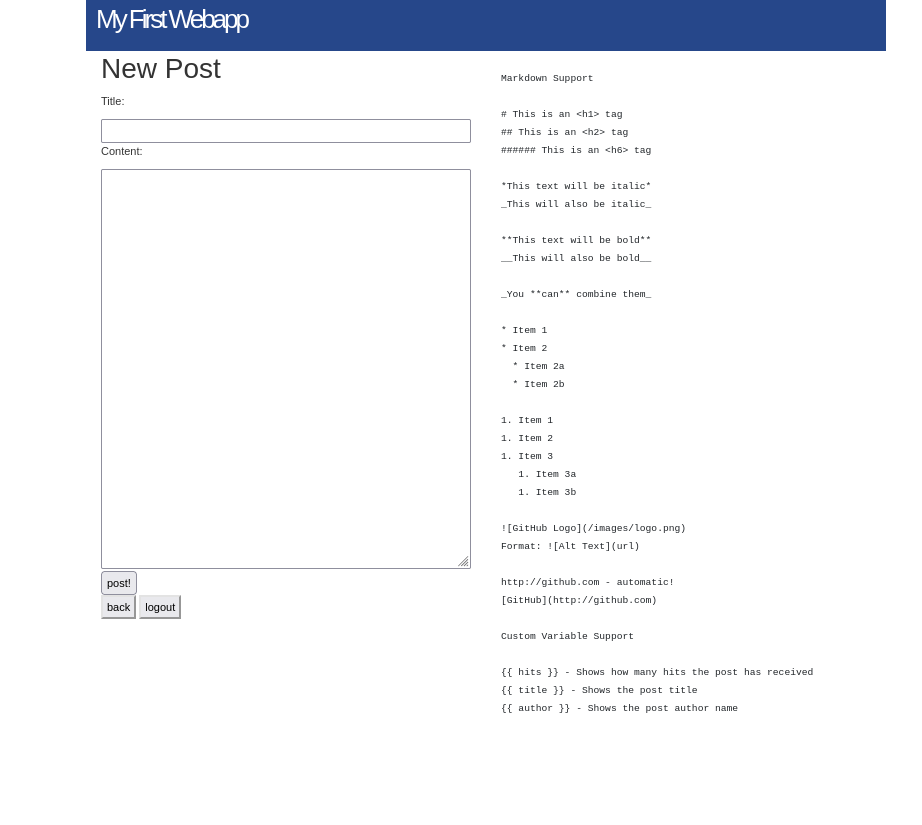 My First Webapp
New Post
Title:
Content:
post!
back logout
Markdown Support
# This is an <h1> tag
## This is an <h2> tag
###### This is an <h6> tag
*This text will be italic*
_This will also be italic_
**This text will be bold**
__This will also be bold__
_You **can** combine them_
* Item 1
* Item 2
  * Item 2a
  * Item 2b
1. Item 1
1. Item 2
1. Item 3
   1. Item 3a
   1. Item 3b
![GitHub Logo](/images/logo.png)
Format: ![Alt Text](url)
http://github.com - automatic!
[GitHub](http://github.com)
Custom Variable Support
{{ hits }} - Shows how many hits the post has received
{{ title }} - Shows the post title
{{ author }} - Shows the post author name